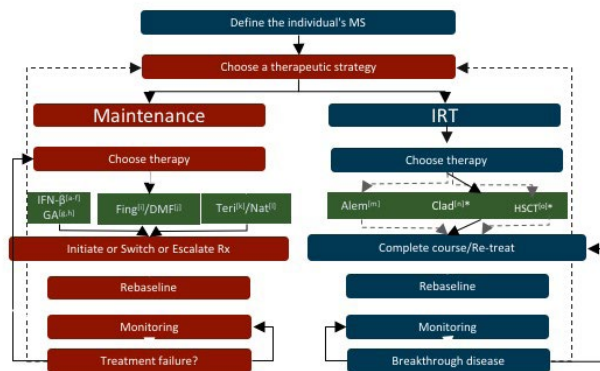 Define the individual's MS
Choose a therapeutic strategy
Maintenance
IRT
Choose therapy
Choose therapy
IFN-β[a-f]
GA[g,h]
Fing[i]/DMF[j]
Teri[k]/Nat[l]
Alem[m]
Clad[n]*
HSCT[o]*
Initiate or Switch or Escalate Rx
Complete course/Re-treat
Rebaseline
Rebaseline
Monitoring
Monitoring
Treatment failure?
Breakthrough disease